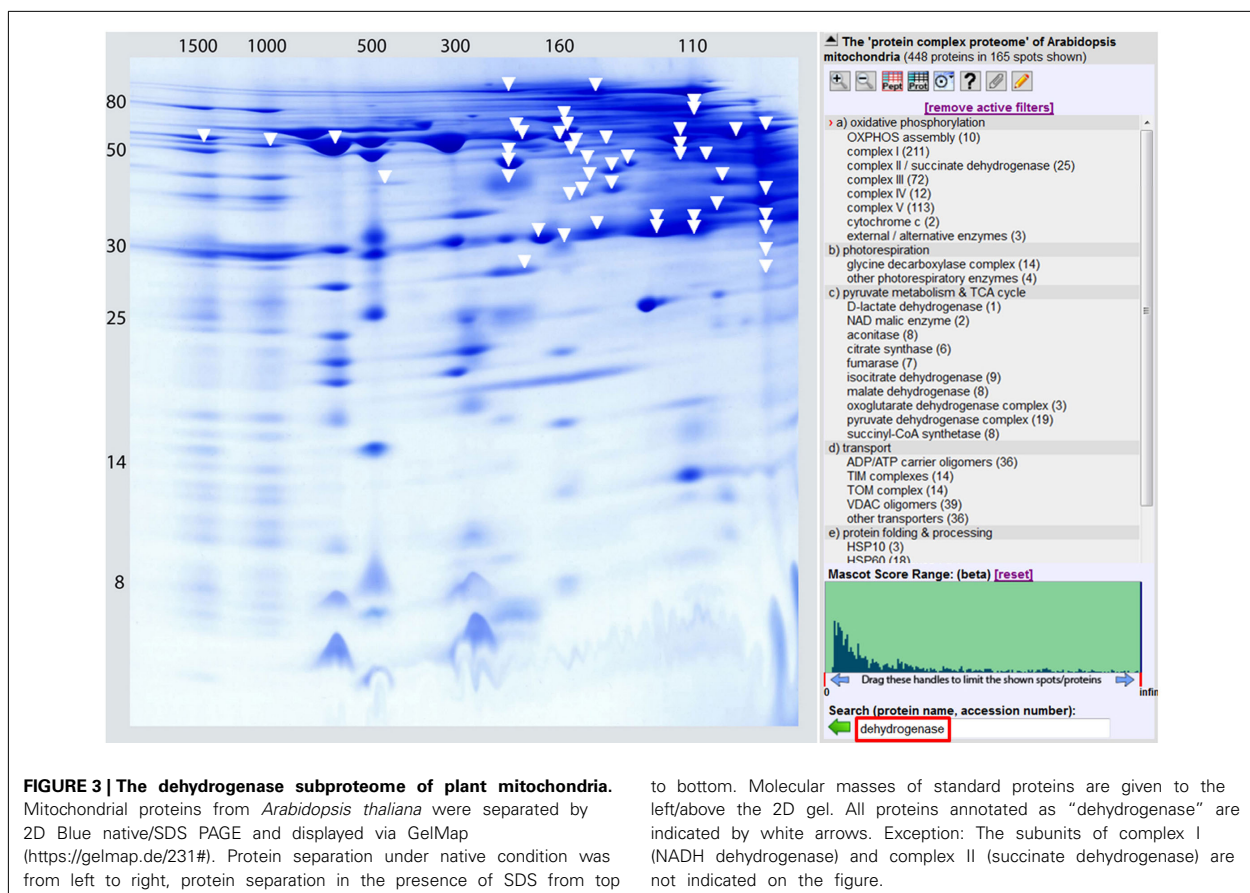 1500 1000 500 300 160 110
80
50
30
25
14
8
The 'protein complex proteome' of Arabidopsis
mitochondria (448 proteins in 165 spots shown)
Pept Prot ?
[remove active filters]
› a) oxidative phosphorylation
OXPHOS assembly (10)
complex I (211)
complex II / succinate dehydrogenase (25)
complex III (72)
complex IV (12)
complex V (113)
cytochrome c (2)
external / alternative enzymes (3)
b) photorespiration
glycine decarboxylase complex (14)
other photorespiratory enzymes (4)
c) pyruvate metabolism & TCA cycle
D-lactate dehydrogenase (1)
NAD malic enzyme (2)
aconitase (8)
citrate synthase (6)
fumarase (7)
isocitrate dehydrogenase (9)
malate dehydrogenase (8)
oxoglutarate dehydrogenase complex (3)
pyruvate dehydrogenase complex (19)
succinyl-CoA synthetase (8)
d) transport
ADP/ATP carrier oligomers (36)
TIM complexes (14)
TOM complex (14)
VDAC oligomers (39)
other transporters (36)
e) protein folding & processing
HSP10 (3)
HSP60 (18)
Mascot Score Range: (beta) [reset]
Drag these handles to limit the shown spots/proteins
0 infin
Search (protein name, accession number):
dehydrogenase
FIGURE 3 | The dehydrogenase subproteome of plant mitochondria.
Mitochondrial proteins from Arabidopsis thaliana were separated by
2D Blue native/SDS PAGE and displayed via GelMap
(https://gelmap.de/231#). Protein separation under native condition was
from left to right, protein separation in the presence of SDS from top
to bottom. Molecular masses of standard proteins are given to the
left/above the 2D gel. All proteins annotated as “dehydrogenase” are
indicated by white arrows. Exception: The subunits of complex I
(NADH dehydrogenase) and complex II (succinate dehydrogenase) are
not indicated on the figure.